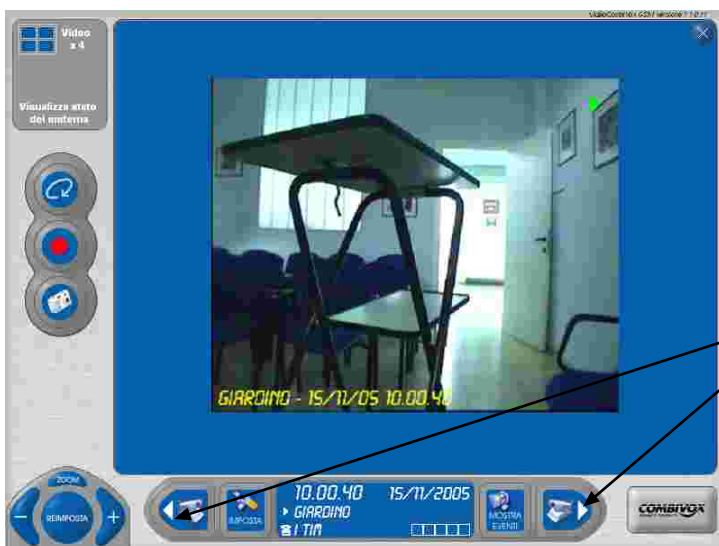 Video
x 4
Visualizza stato
del sistema
GIARDINO - 15/11/05 10.00.40
ZOOM
- REIMPOSTA +
IMPOSTA
10.00.40 15/11/2005
GIARDINO
I TIM
MOSTRA
EVENTI
COMBIVOX